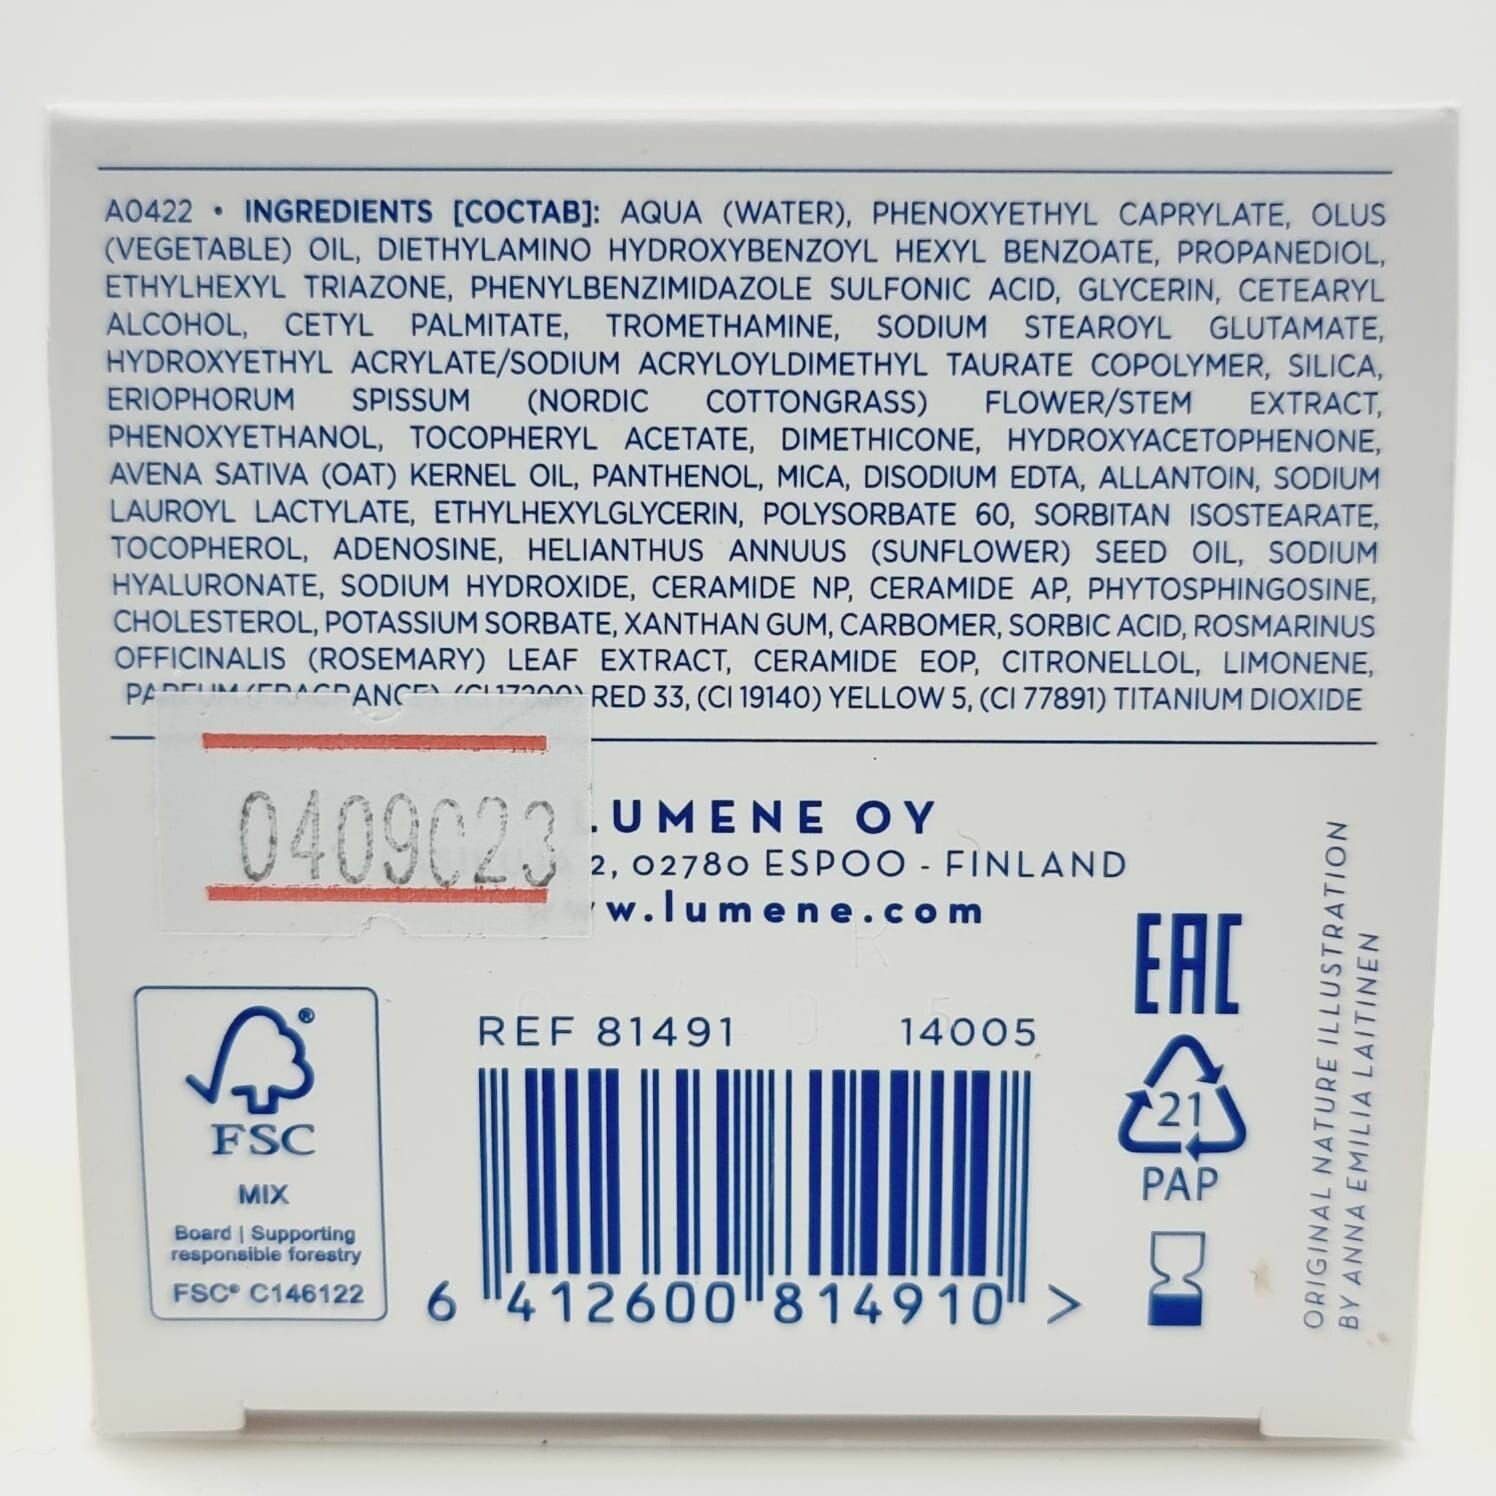 A0422 • INGREDIENTS [СОСТАВ]: AQUA (WATER), PHENOXYETHYL CAPRYLATE, OLUS
(VEGETABLE) OIL, DIETHYLAMINO HYDROXYBENZOYL HEXYL BENZOATE, PROPANEDIOL,
ETHYLHEXYL TRIAZONE, PHENYLBENZIMIDAZOLE SULFONIC ACID, GLYCERIN, CETEARYL
ALCOHOL, CETYL PALMITATE, TROMETHAMINE, SODIUM STEAROYL GLUTAMATE,
HYDROXYETHYL ACRYLATE/SODIUM ACRYLOYLDIMETHYL TAURATE COPOLYMER, SILICA,
ERIOPHORUM SPISSUM (NORDIC COTTONGRASS) FLOWER/STEM EXTRACT,
PHENOXYETHANOL, TOCOPHERYL ACETATE, DIMETHICONE, HYDROXYACETOPHENONE,
AVENA SATIVA (OAT) KERNEL OIL, PANTHENOL, MICA, DISODIUM EDTA, ALLANTOIN, SODIUM
LAUROYL LACTYLATE, ETHYLHEXYLGLYCERIN, POLYSORBATE 60, SORBITAN ISOSTEARATE,
TOCOPHEROL, ADENOSINE, HELIANTHUS ANNUUS (SUNFLOWER) SEED OIL, SODIUM
HYALURONATE, SODIUM HYDROXIDE, CERAMIDE NP, CERAMIDE AP, PHYTOSPHINGOSINE,
CHOLESTEROL, POTASSIUM SORBATE, XANTHAN GUM, CARBOMER, SORBIC ACID, ROSMARINUS
OFFICINALIS (ROSEMARY) LEAF EXTRACT, CERAMIDE EOP, CITRONELLOL, LIMONENE,
PARFUM (FRAGRANCE), (CI 17200) RED 33, (CI 19140) YELLOW 5, (CI 77891) TITANIUM DIOXIDE
0409023
LUMENE OY
2, 02780 ESPOO - FINLAND
w.lumene.com
EAC
REF 81491 14005
FSC®
MIX
Board | Supporting
responsible forestry
FSC® C146122
6 412600 814910 >
21
PAP
ORIGINAL NATURE ILLUSTRATION
BY ANNA EMILIA LAITINEN